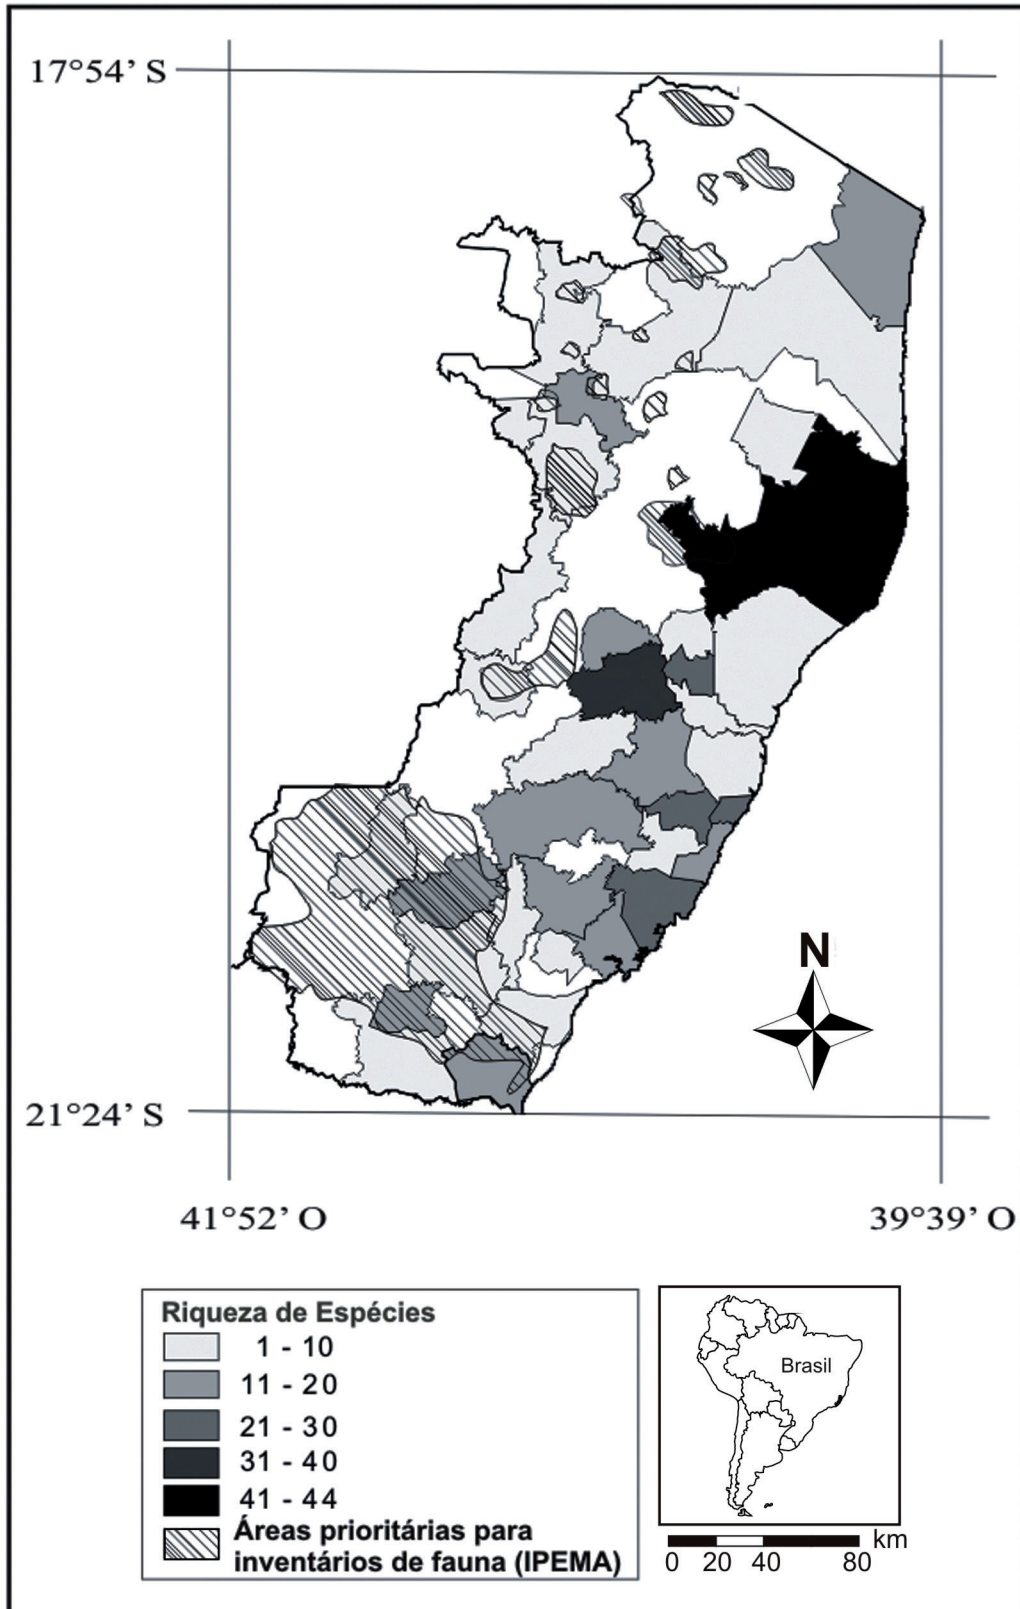 17°54’ S
N
21°24’ S
41°52’ O
39°39’ O
Riqueza de Espécies
1 - 10
11 - 20
21 - 30
31 - 40
41 - 44
Áreas prioritárias para
inventários de fauna (IPEMA)
Brasil
km
0 20 40 80